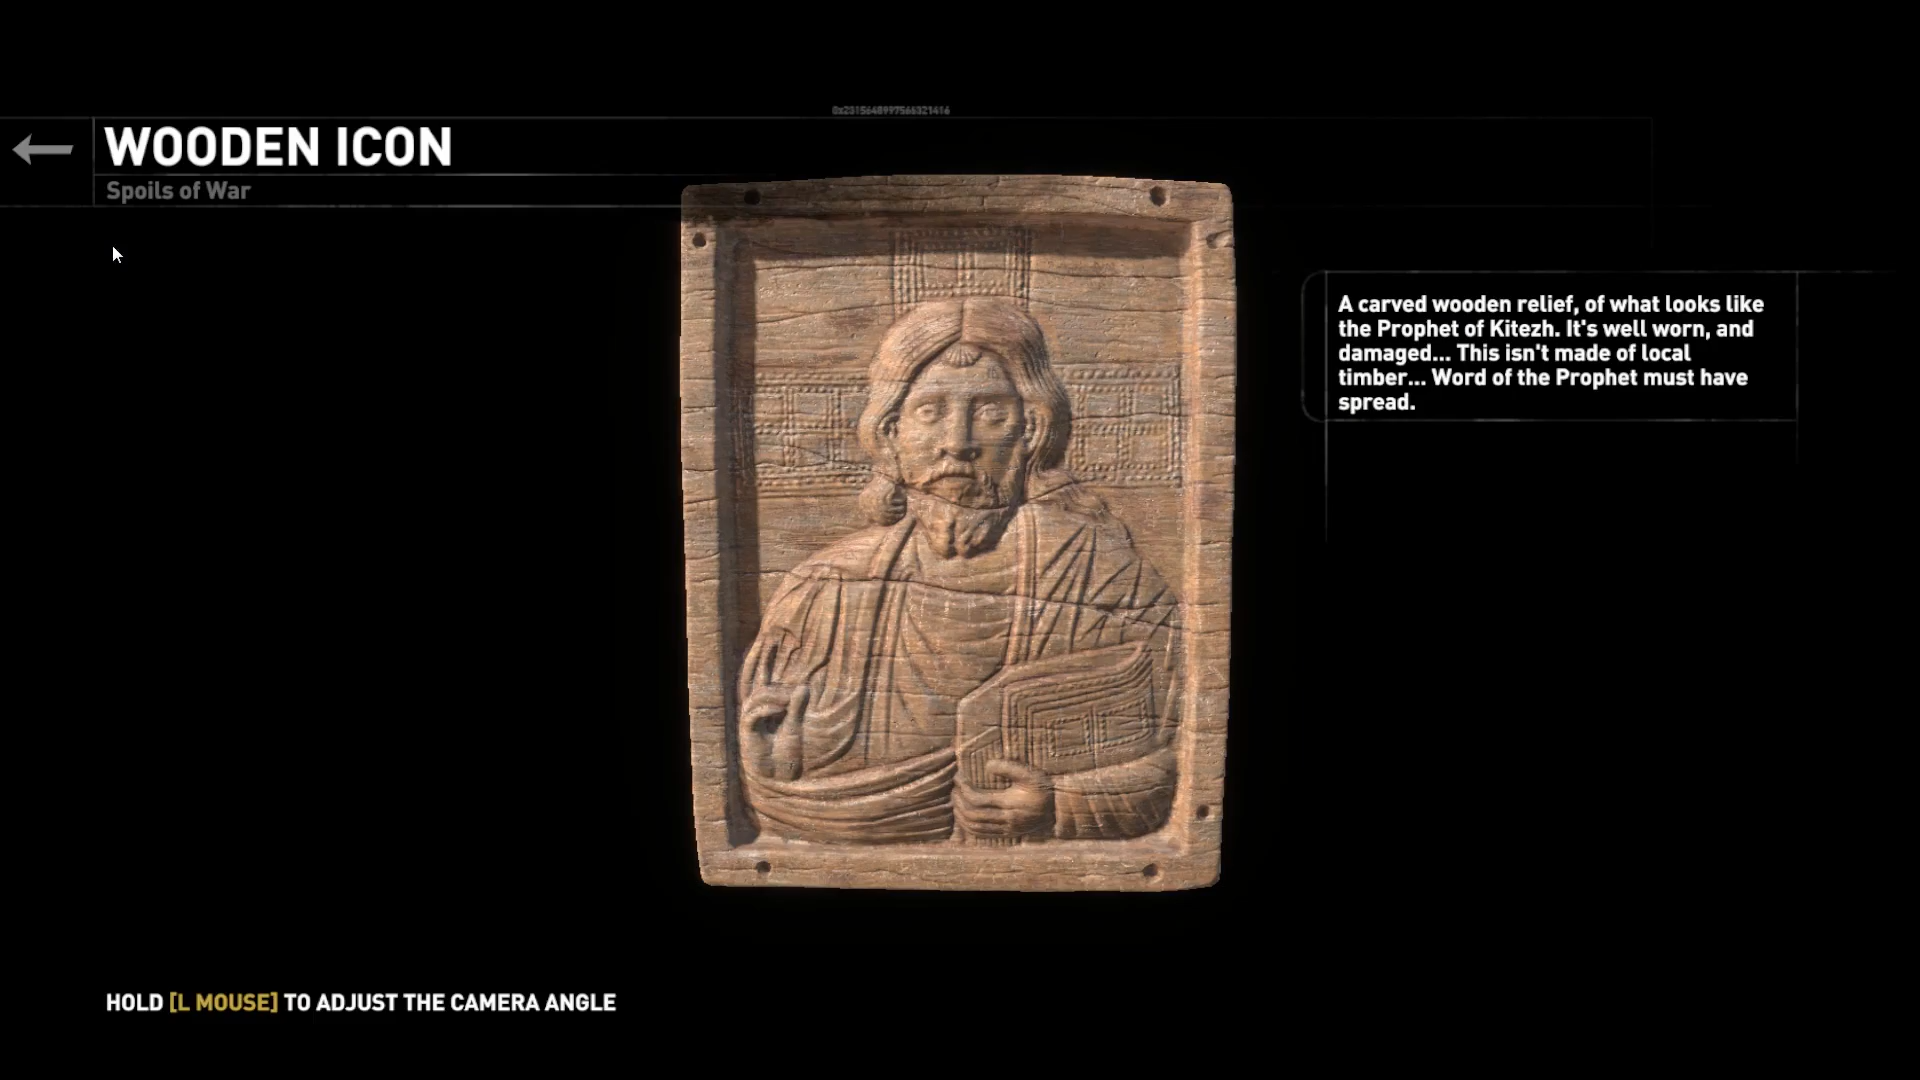 0x2315648997566321416
WOODEN ICON
Spoils of War
A carved wooden relief, of what looks like
the Prophet of Kitezh. It's well worn, and
damaged... This isn't made of local
timber... Word of the Prophet must have
spread.
HOLD [L MOUSE] TO ADJUST THE CAMERA ANGLE